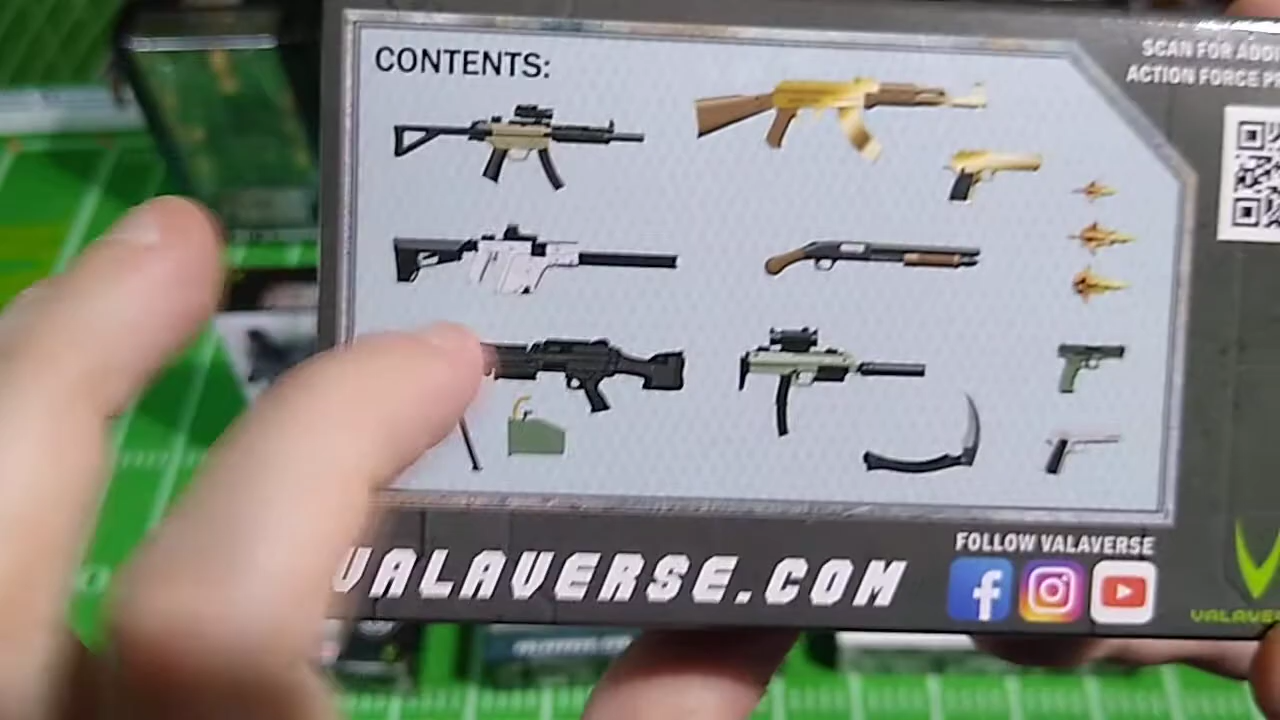 CONTENTS:
SCAN FOR
ACTION FORCE
VALAVERSE.COM
FOLLOW VALAVERSE